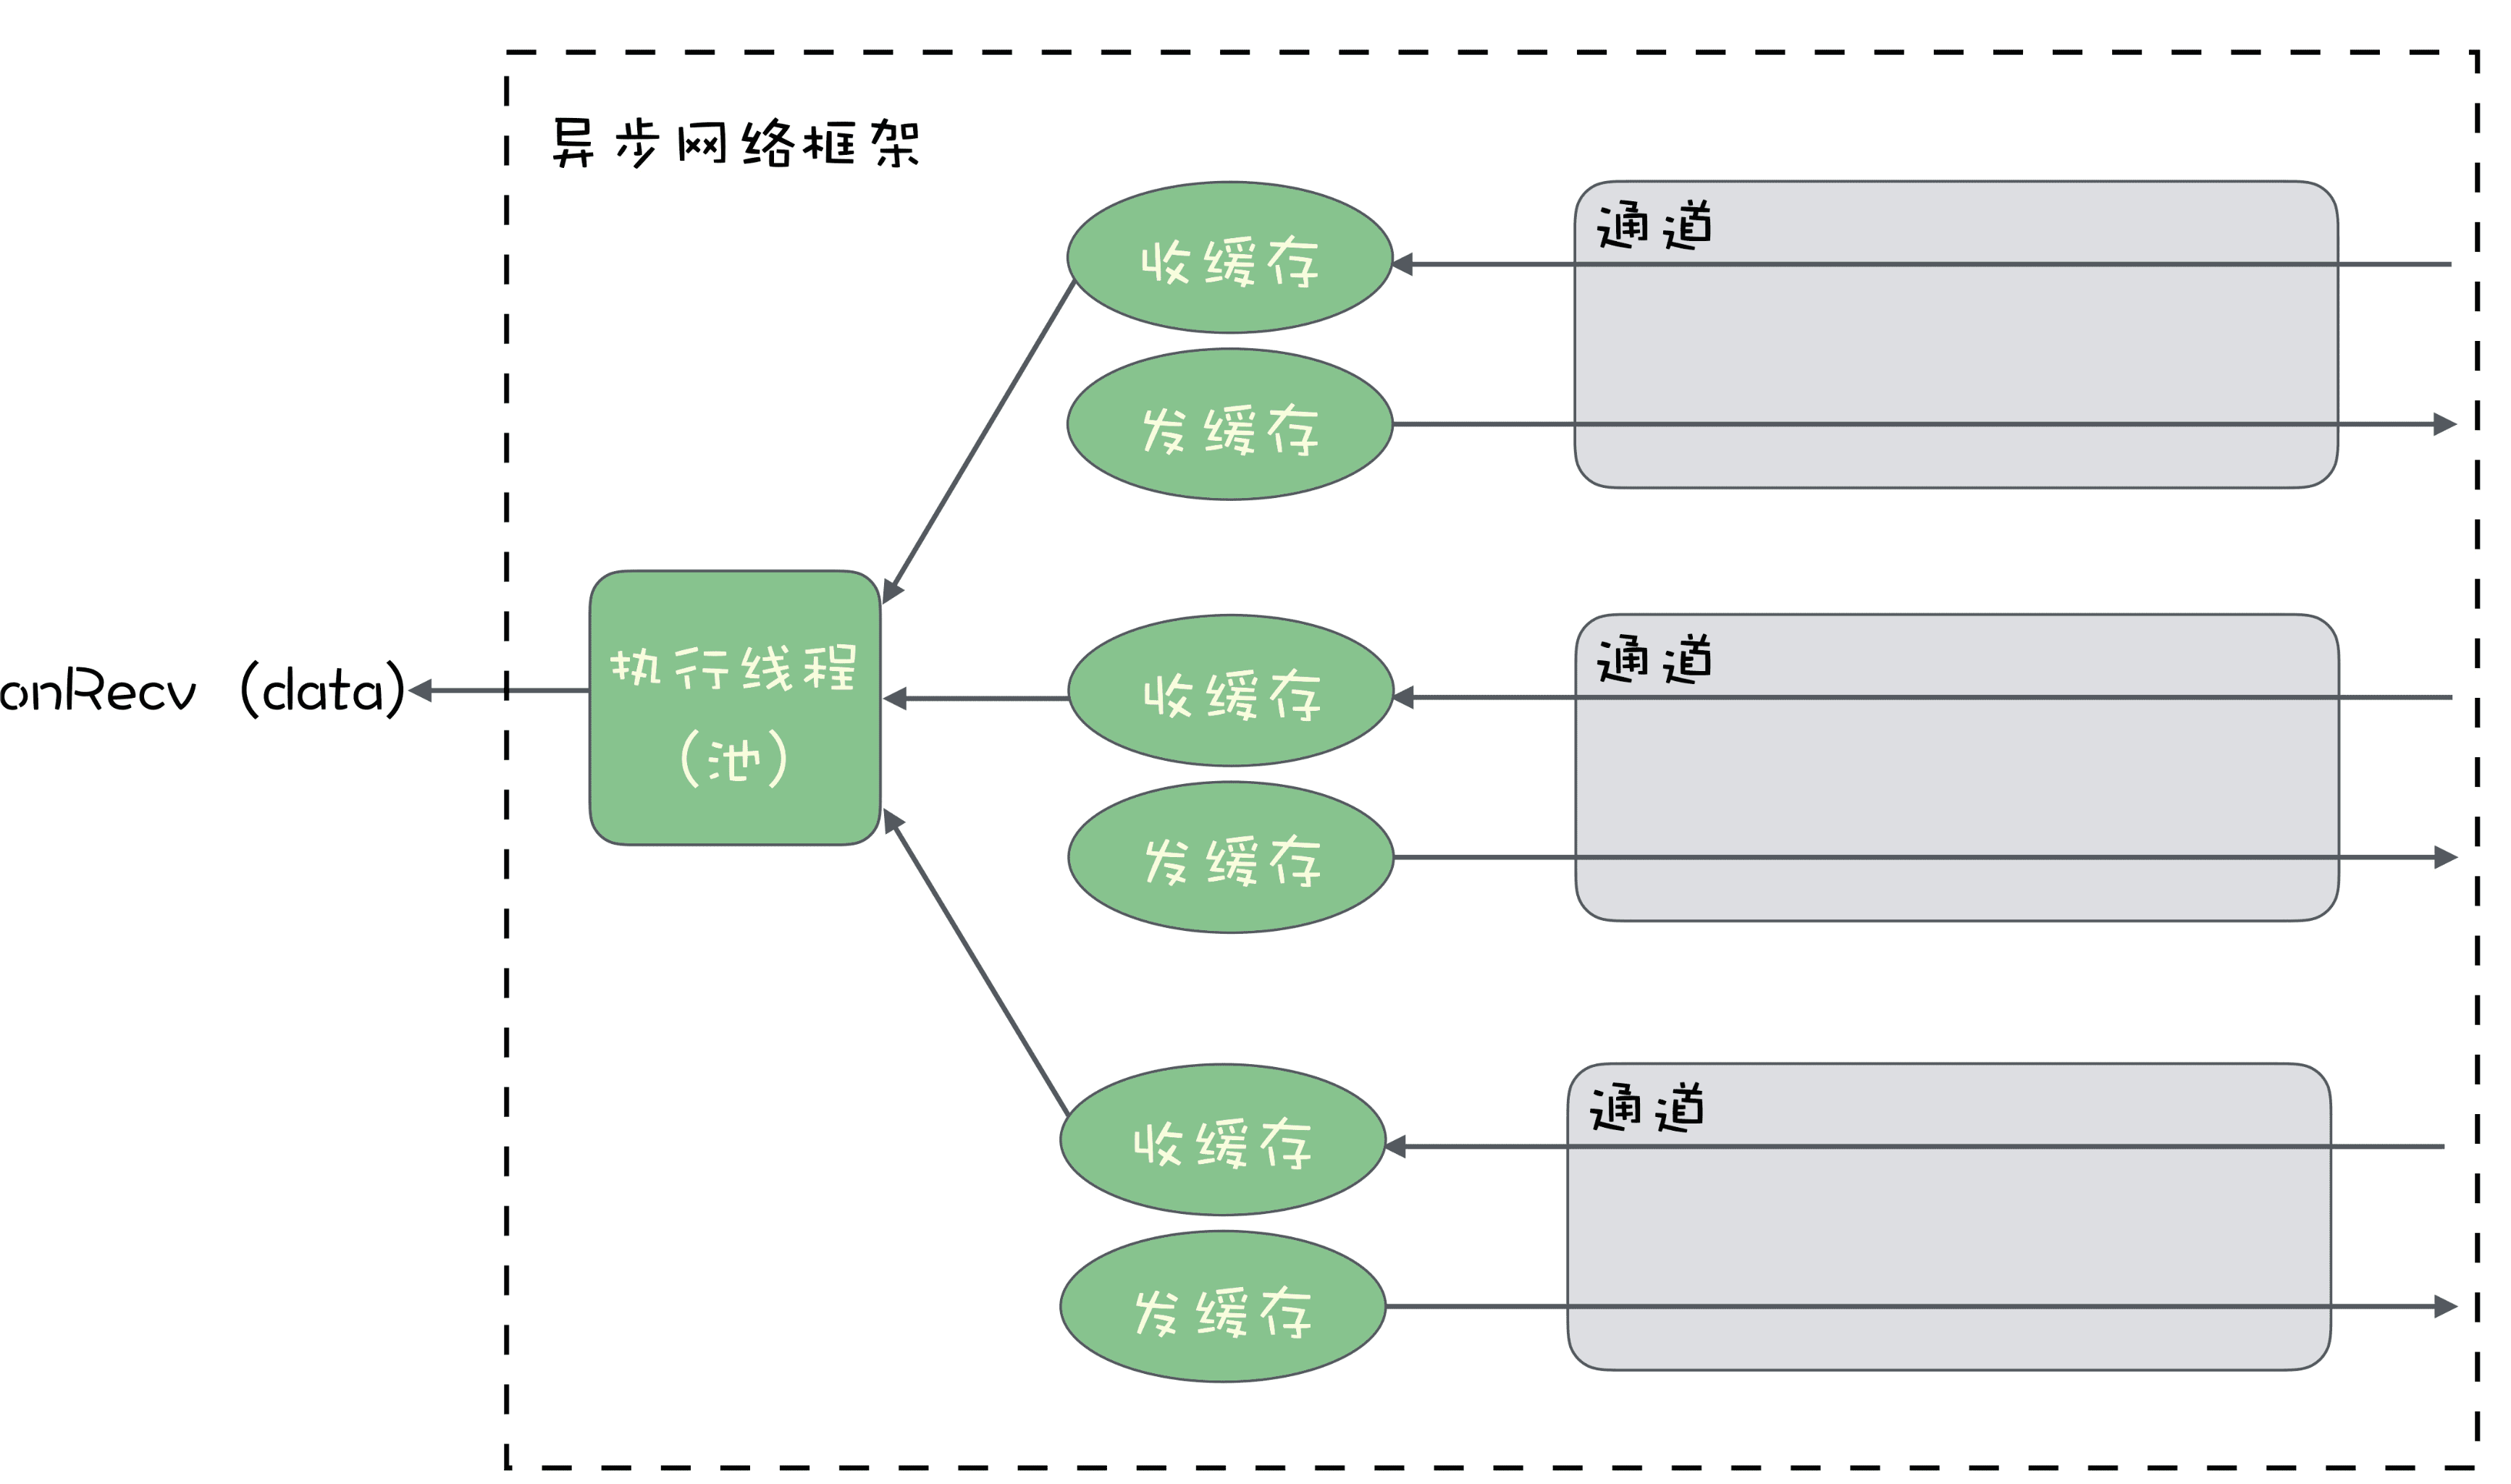 异步网络框架
收缓存
通道
发缓存
onRecv (data)
执行线程
(池)
收缓存
通道
发缓存
收缓存
通道
发缓存